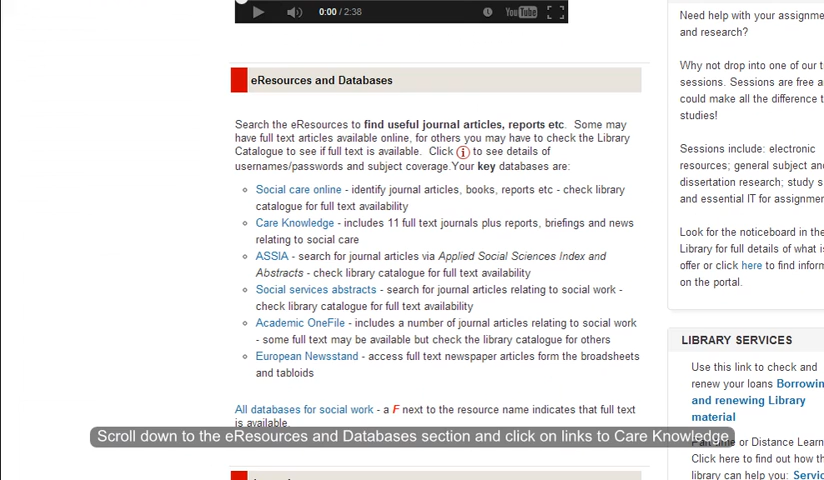 0:00 / 2:38
YouTube
eResources and Databases
Search the eResources to find useful journal articles, reports etc. Some may
have full text articles available online, for others you may have to check the Library
Catalogue to see if full text is available. Click i to see details of
usernames/passwords and subject coverage.Your key databases are:
Social care online - identify journal articles, books, reports etc - check library
catalogue for full text availability
Care Knowledge - includes 11 full text journals plus reports, briefings and news
relating to social care
ASSIA - search for journal articles via Applied Social Sciences Index and
Abstracts - check library catalogue for full text availability
Social services abstracts - search for journal articles relating to social work -
check library catalogue for full text availability
Academic OneFile - includes a number of journal articles relating to social work
- some full text may be available but check the library catalogue for others
European Newsstand - access full text newspaper articles form the broadsheets
and tabloids
All databases for social work - a F next to the resource name indicates that full text
is available.
Scroll down to the eResources and Databases section and click on links to Care Knowledge
Need help with your assignme
and research?
Why not drop into one of our
sessions. Sessions are free a
could make all the difference
studies!
Sessions include: electronic
resources; general subject an
dissertation research; study
and essential IT for assignme
Look for the noticeboard in the
Library for full details of what
offer or click here to find infor
on the portal.
LIBRARY SERVICES
Use this link to check and
renew your loans Borrowin
and renewing Library
material
or Distance Learn
Click here to find out how th
library can help you: Servic